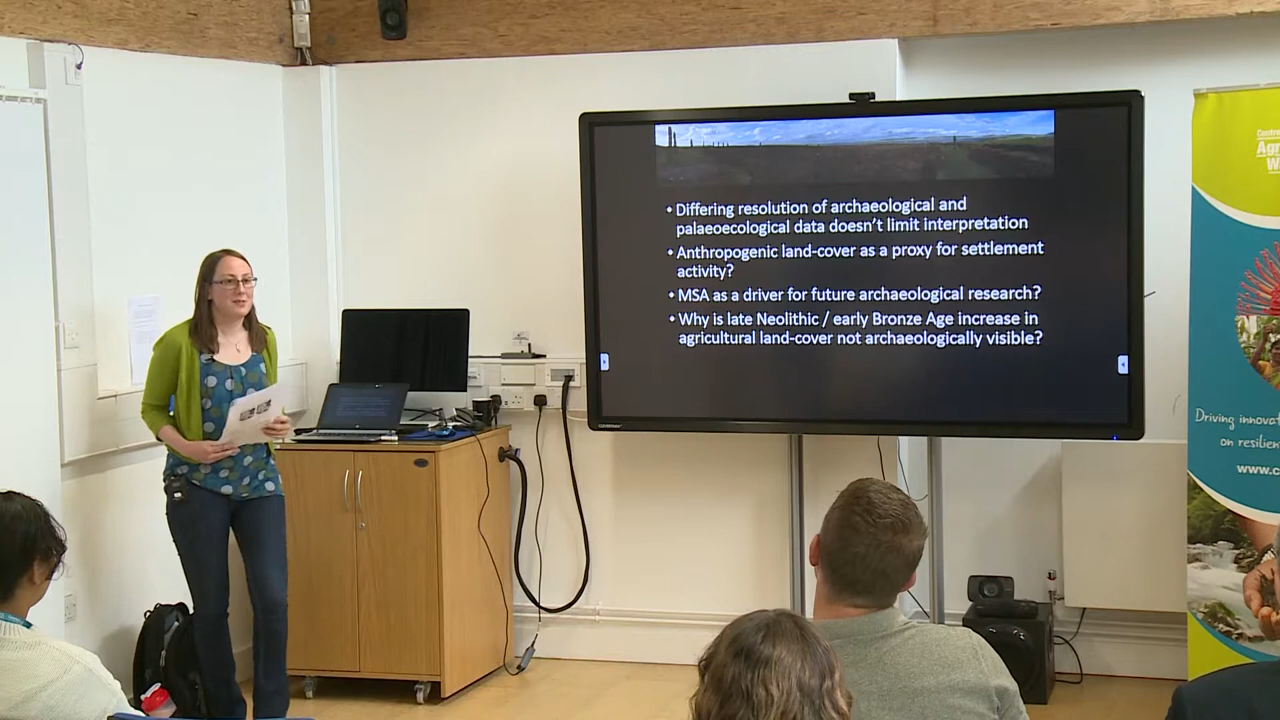 • Differing resolution of archaeological and
palaeoecological data doesn't limit interpretation
• Anthropogenic land-cover as a proxy for settlement
activity?
• MSA as a driver for future archaeological research?
• Why is late Neolithic / early Bronze Age increase in
agricultural land-cover not archaeologically visible?
Driving
on
www.c